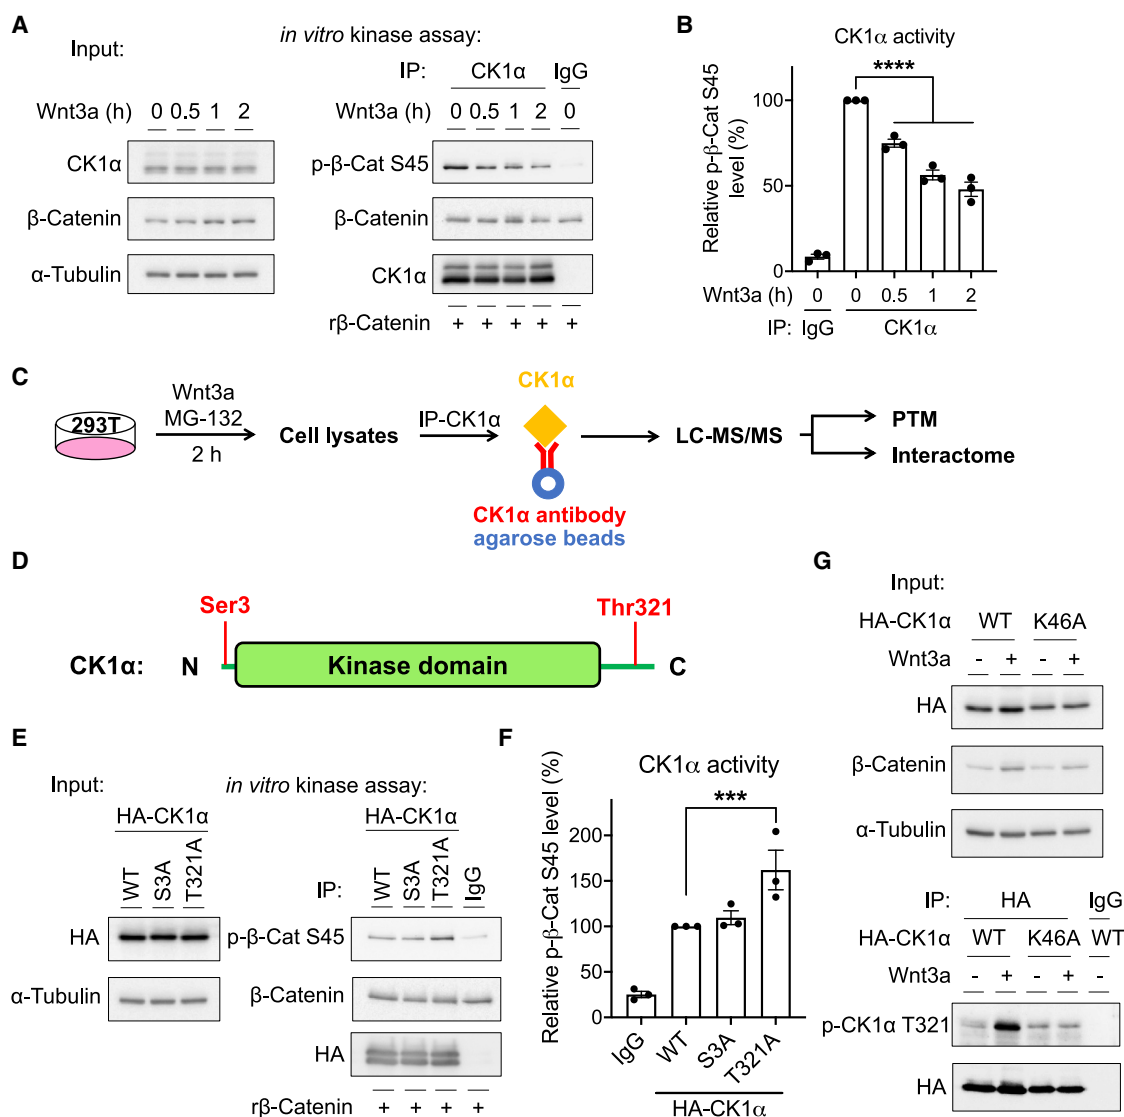 A
Input:
Wnt3a (h) 0 0.5 1 2
CK1α
β-Catenin
α-Tubulin
in vitro kinase assay:
IP: CK1α IgG
Wnt3a (h) 0 0.5 1 2 0
p-β-Cat S45
β-Catenin
CK1α
rβ-Catenin + + + + +
B
CK1α activity
****
Relative p-β-Cat S45
level (%)
100
50
0
Wnt3a (h) 0 0 0.5 1 2
IP: IgG CK1α
C
293T
Wnt3a
MG-132
2 h
Cell lysates
IP-CK1α
CK1α
CK1α antibody
agarose beads
LC-MS/MS
PTM
Interactome
D
Ser3
Thr321
CK1α: N Kinase domain C
E
Input:
HA-CK1α
WT S3A T321A
HA
α-Tubulin
in vitro kinase assay:
HA-CK1α
IP: WT S3A T321A IgG
p-β-Cat S45
β-Catenin
HA
rβ-Catenin + + + +
F
CK1α activity
***
Relative p-β-Cat S45 level (%)
200
150
100
50
0
IgG WT S3A T321A
HA-CK1α
G
Input:
HA-CK1α WT K46A
Wnt3a - + - +
HA
β-Catenin
α-Tubulin
IP: HA IgG
HA-CK1α WT K46A WT
Wnt3a - + - + -
p-CK1α T321
HA